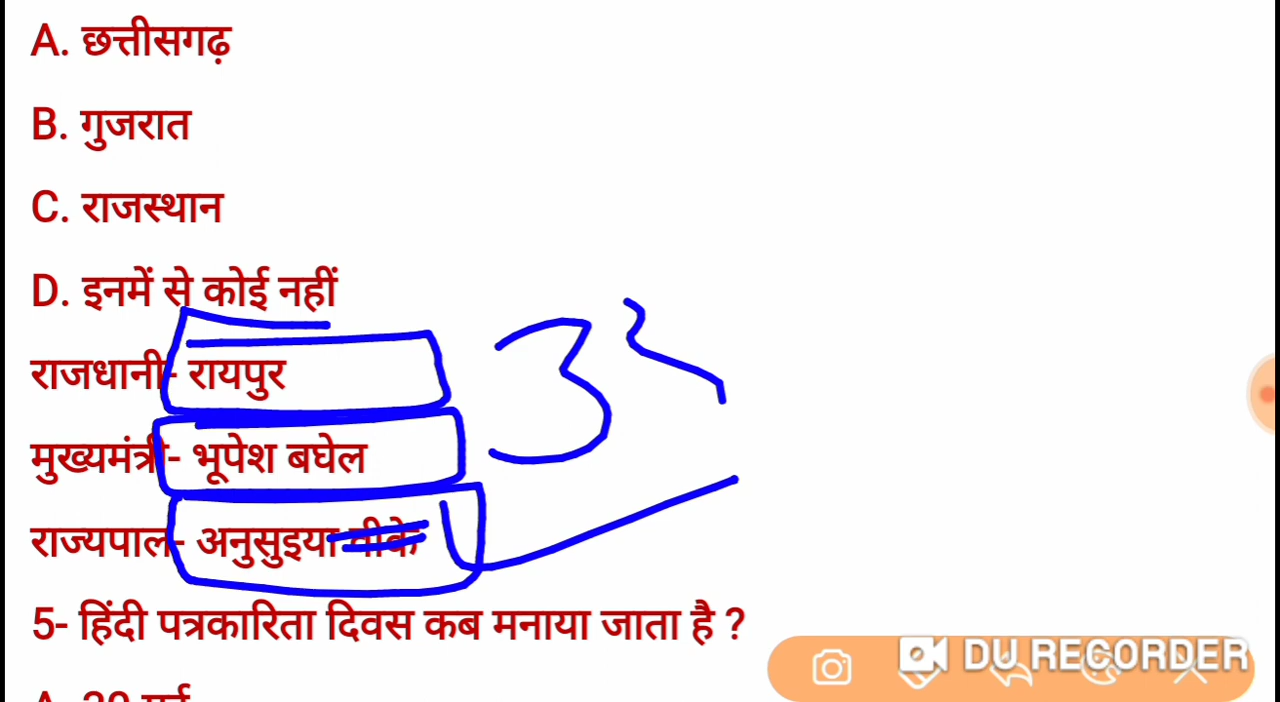 A. छत्तीसगढ़
B. गुजरात
C. राजस्थान
D. इनमें से कोई नहीं
राजधानी- रायपुर
मुख्यमंत्री- भूपेश बघेल
राज्यपाल- अनुसुइया
5- हिंदी पत्रकारिता दिवस कब मनाया जाता है ?
DU RECORDER